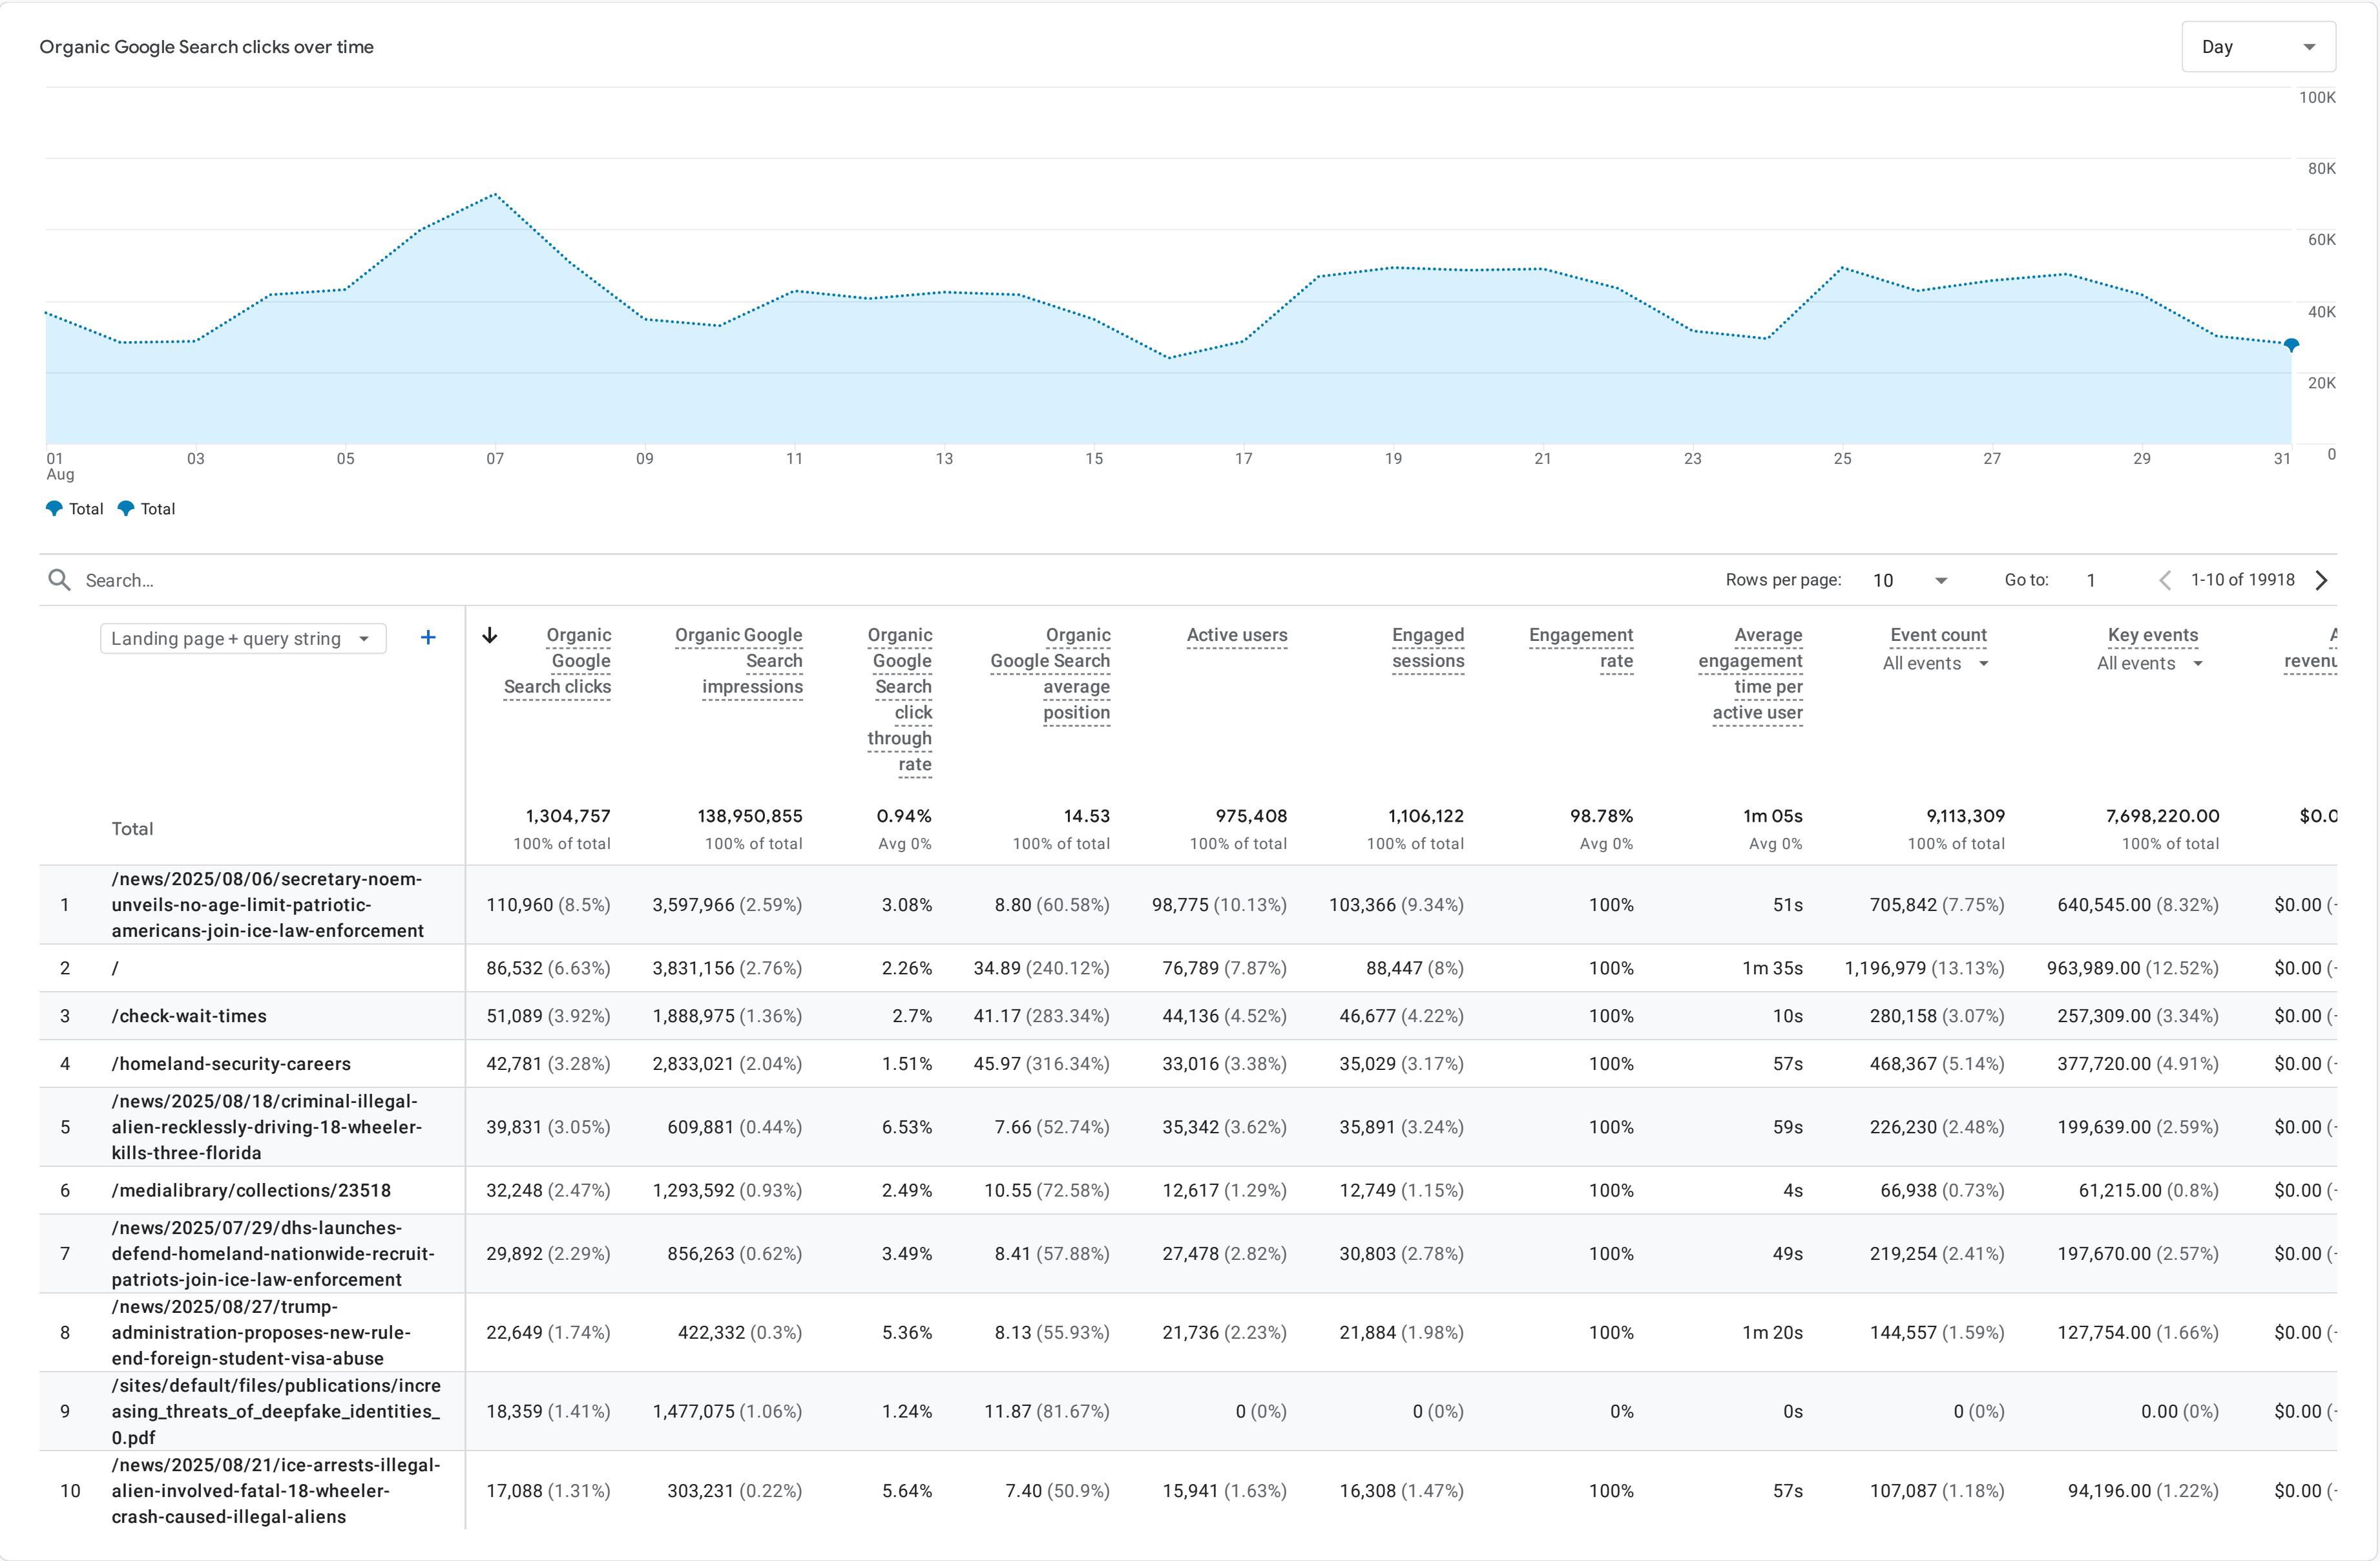 Organic Google Search clicks over time
Day
100K
80K
60K
40K
20K
0
01 03 05 07 09 11 13 15 17 19 21 23 25 27 29 31
Aug
Total Total
Search...
Rows per page: 10 Go to: 1 1-10 of 19918
Landing page + query string +
Organic Google Search clicks
Organic Google Search impressions
Organic Google Search click through rate
Organic Google Search average position
Active users
Engaged sessions
Engagement rate
Average engagement time per active user
Event count
All events
Key events
All events
Total 1,304,757 138,950,855 0.94% 14.53 975,408 1,106,122 98.78% 1m 05s 9,113,309 7,698,220.00 $0.0
100% of total 100% of total Avg 0% 100% of total 100% of total 100% of total Avg 0% Avg 0% 100% of total 100% of total
/news/2025/08/06/secretary-noem-
1 unveils-no-age-limit-patriotic- 110,960 (8.5%) 3,597,966 (2.59%) 3.08% 8.80 (60.58%) 98,775 (10.13%) 103,366 (9.34%) 100% 51s 705,842 (7.75%) 640,545.00 (8.32%) $0.00 (-
americans-join-ice-law-enforcement
2 / 86,532 (6.63%) 3,831,156 (2.76%) 2.26% 34.89 (240.12%) 76,789 (7.87%) 88,447 (8%) 100% 1m 35s 1,196,979 (13.13%) 963,989.00 (12.52%) $0.00 (-
3 /check-wait-times 51,089 (3.92%) 1,888,975 (1.36%) 2.7% 41.17 (283.34%) 44,136 (4.52%) 46,677 (4.22%) 100% 10s 280,158 (3.07%) 257,309.00 (3.34%) $0.00 (-
4 /homeland-security-careers 42,781 (3.28%) 2,833,021 (2.04%) 1.51% 45.97 (316.34%) 33,016 (3.38%) 35,029 (3.17%) 100% 57s 468,367 (5.14%) 377,720.00 (4.91%) $0.00 (-
/news/2025/08/18/criminal-illegal-
5 alien-recklessly-driving-18-wheeler- 39,831 (3.05%) 609,881 (0.44%) 6.53% 7.66 (52.74%) 35,342 (3.62%) 35,891 (3.24%) 100% 59s 226,230 (2.48%) 199,639.00 (2.59%) $0.00 (-
kills-three-florida
6 /medialibrary/collections/23518 32,248 (2.47%) 1,293,592 (0.93%) 2.49% 10.55 (72.58%) 12,617 (1.29%) 12,749 (1.15%) 100% 4s 66,938 (0.73%) 61,215.00 (0.8%) $0.00 (-
/news/2025/07/29/dhs-launches-
7 defend-homeland-nationwide-recruit- 29,892 (2.29%) 856,263 (0.62%) 3.49% 8.41 (57.88%) 27,478 (2.82%) 30,803 (2.78%) 100% 49s 219,254 (2.41%) 197,670.00 (2.57%) $0.00 (-
patriots-join-ice-law-enforcement
/news/2025/08/27/trump-
8 administration-proposes-new-rule- 22,649 (1.74%) 422,332 (0.3%) 5.36% 8.13 (55.93%) 21,736 (2.23%) 21,884 (1.98%) 100% 1m 20s 144,557 (1.59%) 127,754.00 (1.66%) $0.00 (-
end-foreign-student-visa-abuse
/sites/default/files/publications/incre
9 asing_threats_of_deepfake_identities_ 18,359 (1.41%) 1,477,075 (1.06%) 1.24% 11.87 (81.67%) 0 (0%) 0 (0%) 0% 0s 0 (0%) 0.00 (0%) $0.00 (-
0.pdf
/news/2025/08/21/ice-arrests-illegal-
10 alien-involved-fatal-18-wheeler- 17,088 (1.31%) 303,231 (0.22%) 5.64% 7.40 (50.9%) 15,941 (1.63%) 16,308 (1.47%) 100% 57s 107,087 (1.18%) 94,196.00 (1.22%) $0.00 (-
crash-caused-illegal-aliens